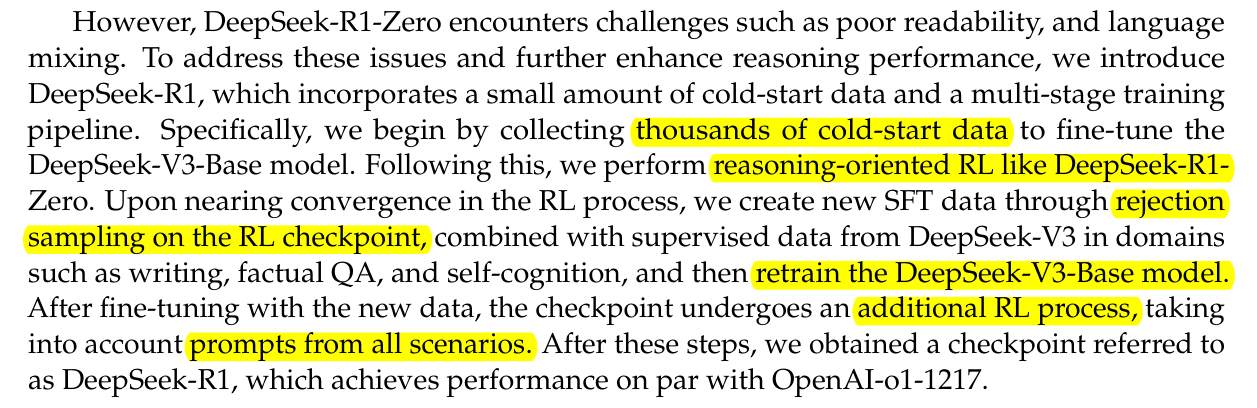 However, DeepSeek-R1-Zero encounters challenges such as poor readability, and language
mixing. To address these issues and further enhance reasoning performance, we introduce
DeepSeek-R1, which incorporates a small amount of cold-start data and a multi-stage training
pipeline. Specifically, we begin by collecting thousands of cold-start data to fine-tune the
DeepSeek-V3-Base model. Following this, we perform reasoning-oriented RL like DeepSeek-R1-
Zero. Upon nearing convergence in the RL process, we create new SFT data through rejection
sampling on the RL checkpoint, combined with supervised data from DeepSeek-V3 in domains
such as writing, factual QA, and self-cognition, and then retrain the DeepSeek-V3-Base model.
After fine-tuning with the new data, the checkpoint undergoes an additional RL process, taking
into account prompts from all scenarios. After these steps, we obtained a checkpoint referred to
as DeepSeek-R1, which achieves performance on par with OpenAI-o1-1217.